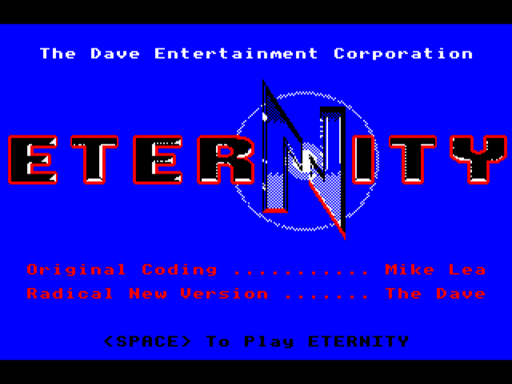 The Dave Entertainment Corporation
ETERNITY
Original Coding ........... Mike Lea
Radical New Version ....... The Dave
<SPACE> To Play ETERNITY